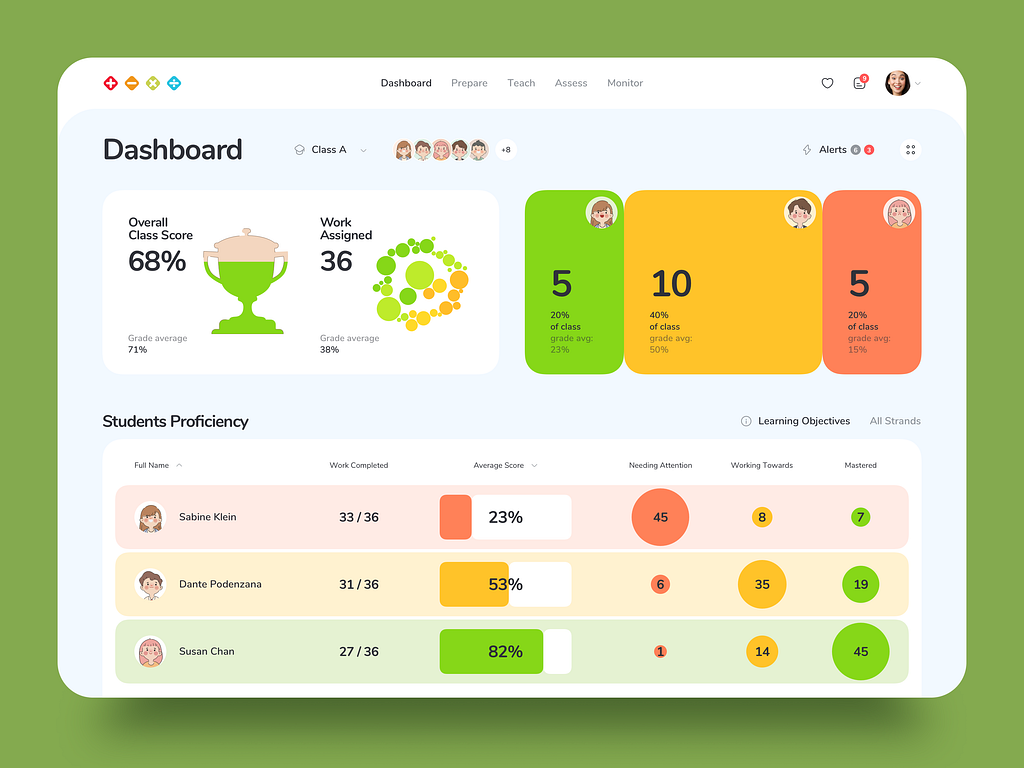 Dashboard Prepare Teach Assess Monitor 9
Dashboard Class A +8 Alerts 6 3
Overall
Class Score
68%
Grade average
71%
Work
Assigned
36
Grade average
38%
5
20%
of class
grade avg:
23%
10
40%
of class
grade avg:
50%
5
20%
of class
grade avg:
15%
Students Proficiency Learning Objectives All Strands
Full Name Work Completed Average Score Needing Attention Working Towards Mastered
Sabine Klein 33 / 36 23% 45 8 7
Dante Podenzana 31 / 36 53% 6 35 19
Susan Chan 27 / 36 82% 1 14 45